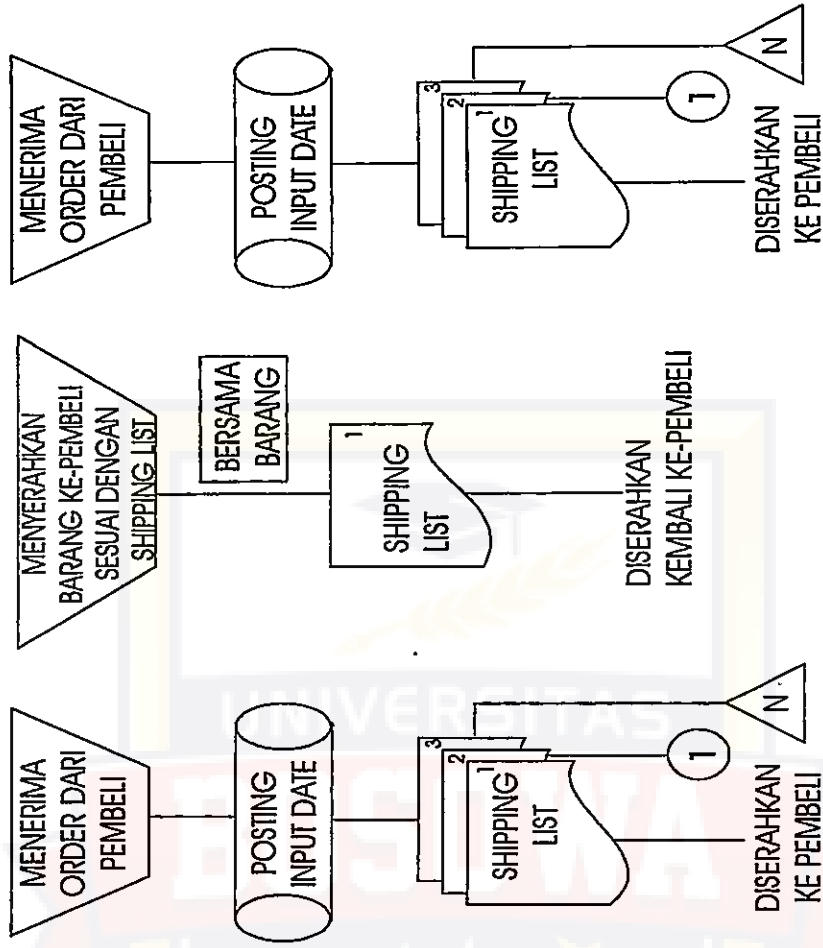 MENERIMA
ORDER DARI
PEMBELI
POSTING
INPUT DATE
3
2
1
SHIPPING
LIST
1
N
DISERAHKAN
KE PEMBELI
MENYERAHKAN
BARANG KE-PEMBELI
SESUAI DENGAN
SHIPPING LIST
BERSAMA
BARANG
1
SHIPPING
LIST
DISERAHKAN
KEMBALI KE-PEMBELI
MENERIMA
ORDER DARI
PEMBELI
POSTING
INPUT DATE
3
2
1
SHIPPING
LIST
1
N
DISERAHKAN
KE PEMBELI
UNIVERSITAS
BOSOWA